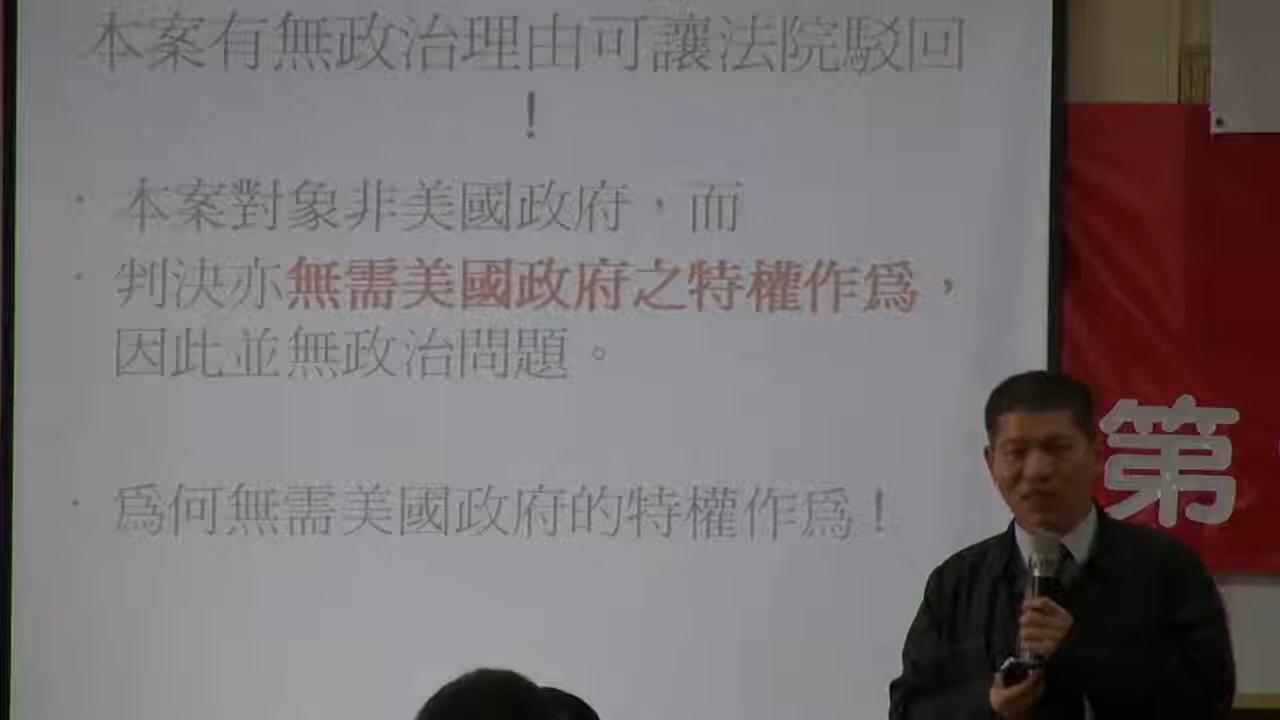 本案有無政治理由可讓法院駁回
！
• 本案對象非美國政府，而
• 判決亦無需美國政府之特權作為，
因此並無政治問題。
• 為何無需美國政府的特權作為！
第